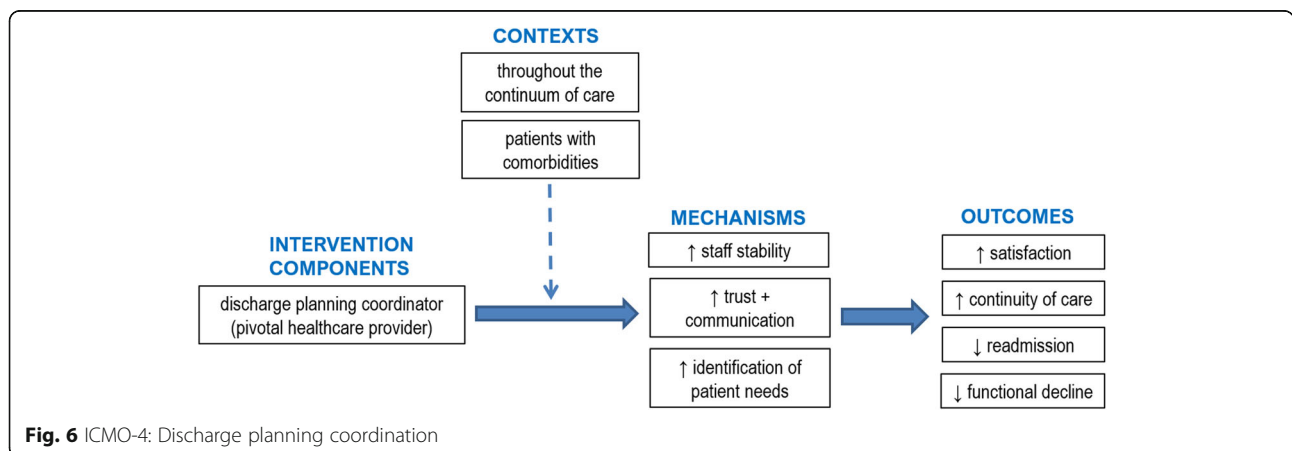 CONTEXTS
throughout the
continuum of care
patients with
comorbidities
INTERVENTION
COMPONENTS
discharge planning coordinator
(pivotal healthcare provider)
MECHANISMS
↑ staff stability
↑ trust +
communication
↑ identification of
patient needs
OUTCOMES
↑ satisfaction
↑ continuity of care
↓ readmission
↓ functional decline
Fig. 6 ICMO-4: Discharge planning coordination